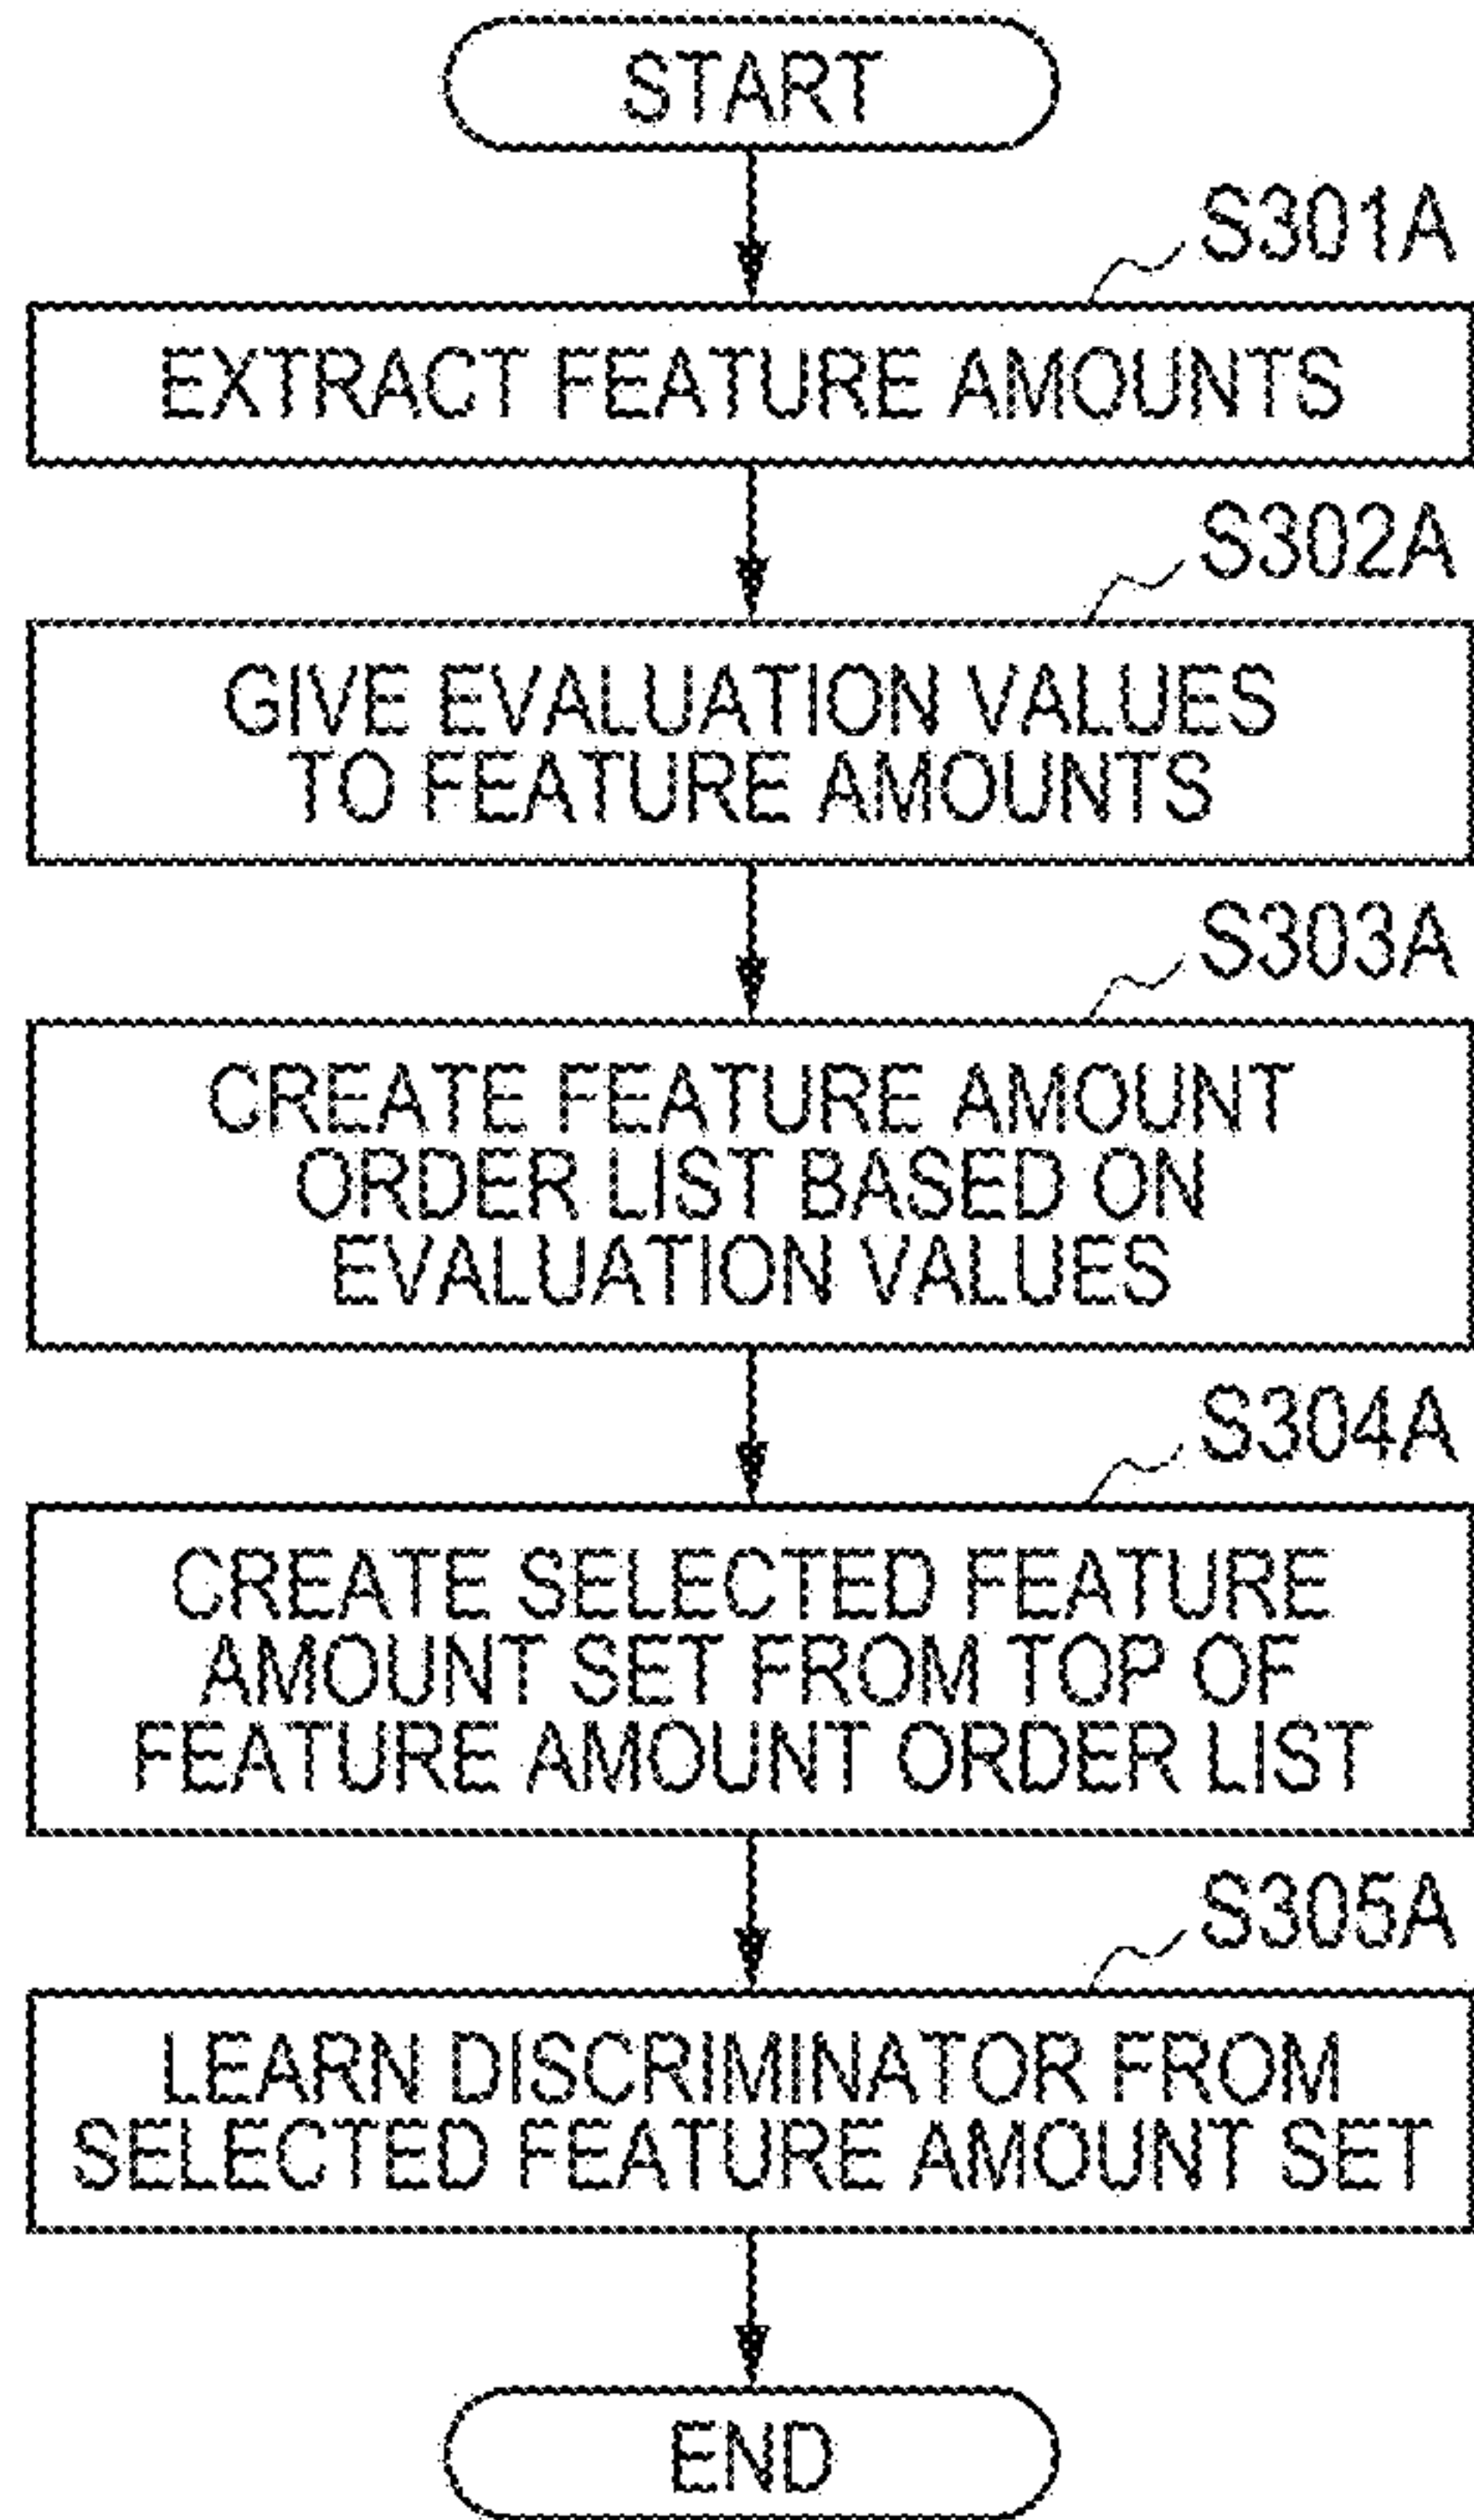 START
S301A
EXTRACT FEATURE AMOUNTS
S302A
GIVE EVALUATION VALUES
TO FEATURE AMOUNTS
S303A
CREATE FEATURE AMOUNT
ORDER LIST BASED ON
EVALUATION VALUES
S304A
CREATE SELECTED FEATURE
AMOUNT SET FROM TOP OF
FEATURE AMOUNT ORDER LIST
S305A
LEARN DISCRIMINATOR FROM
SELECTED FEATURE AMOUNT SET
END